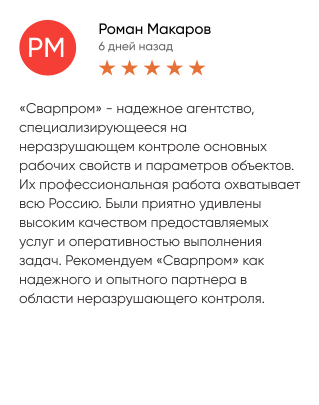 РМ
Роман Макаров
6 дней назад
«Сварпром» - надежное агентство,
специализирующееся на
неразрушающем контроле основных
рабочих свойств и параметров объектов.
Их профессиональная работа охватывает
всю Россию. Были приятно удивлены
высоким качеством предоставляемых
услуг и оперативностью выполнения
задач. Рекомендуем «Сварпром» как
надежного и опытного партнера в
области неразрушающего контроля.